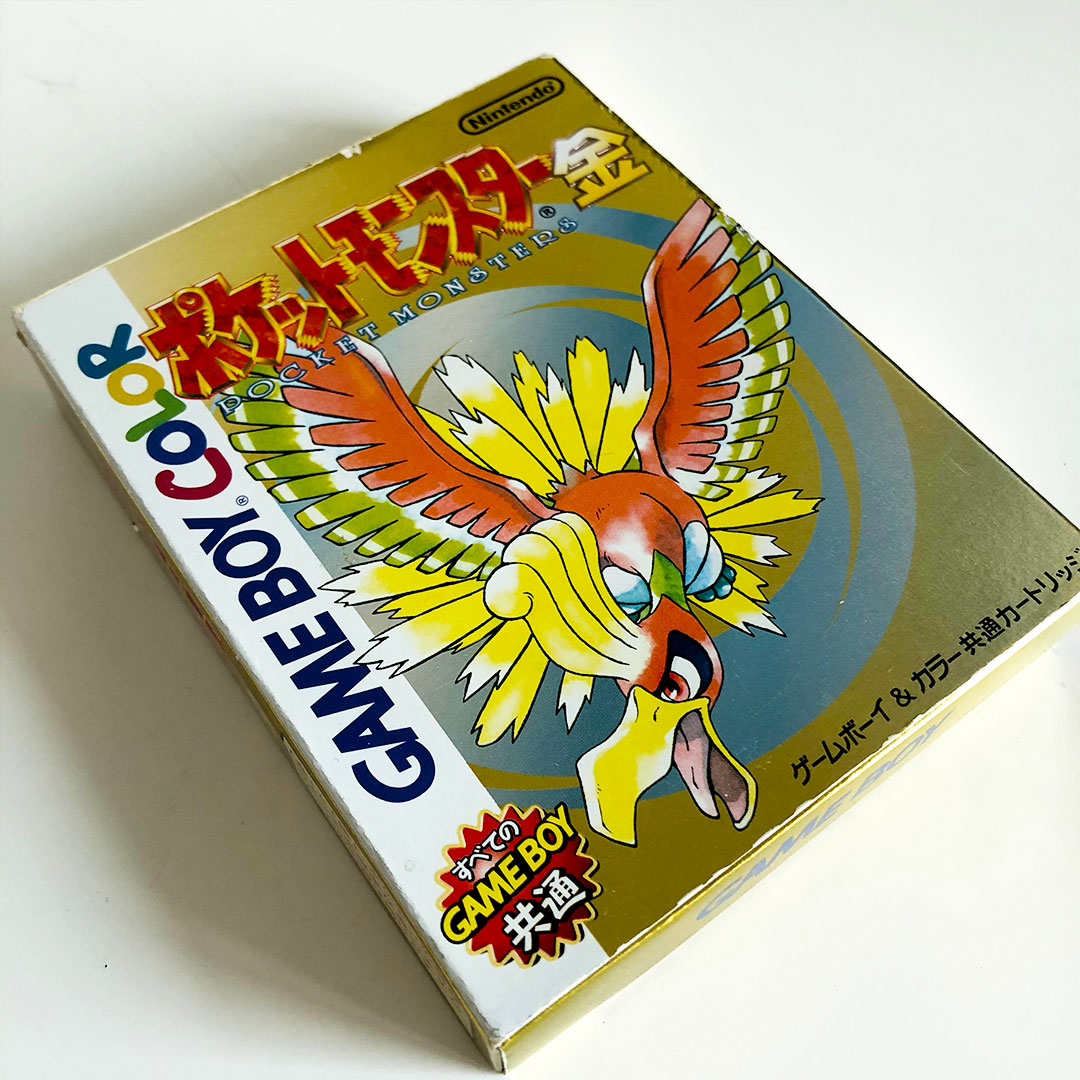 Nintendo®
ポケットモンスター金
POCKET MONSTERS®
GAME BOY® COLOR
すべての
GAME BOY
共通
ゲームボーイ & カラー共通カートリッジ
GAME BOY